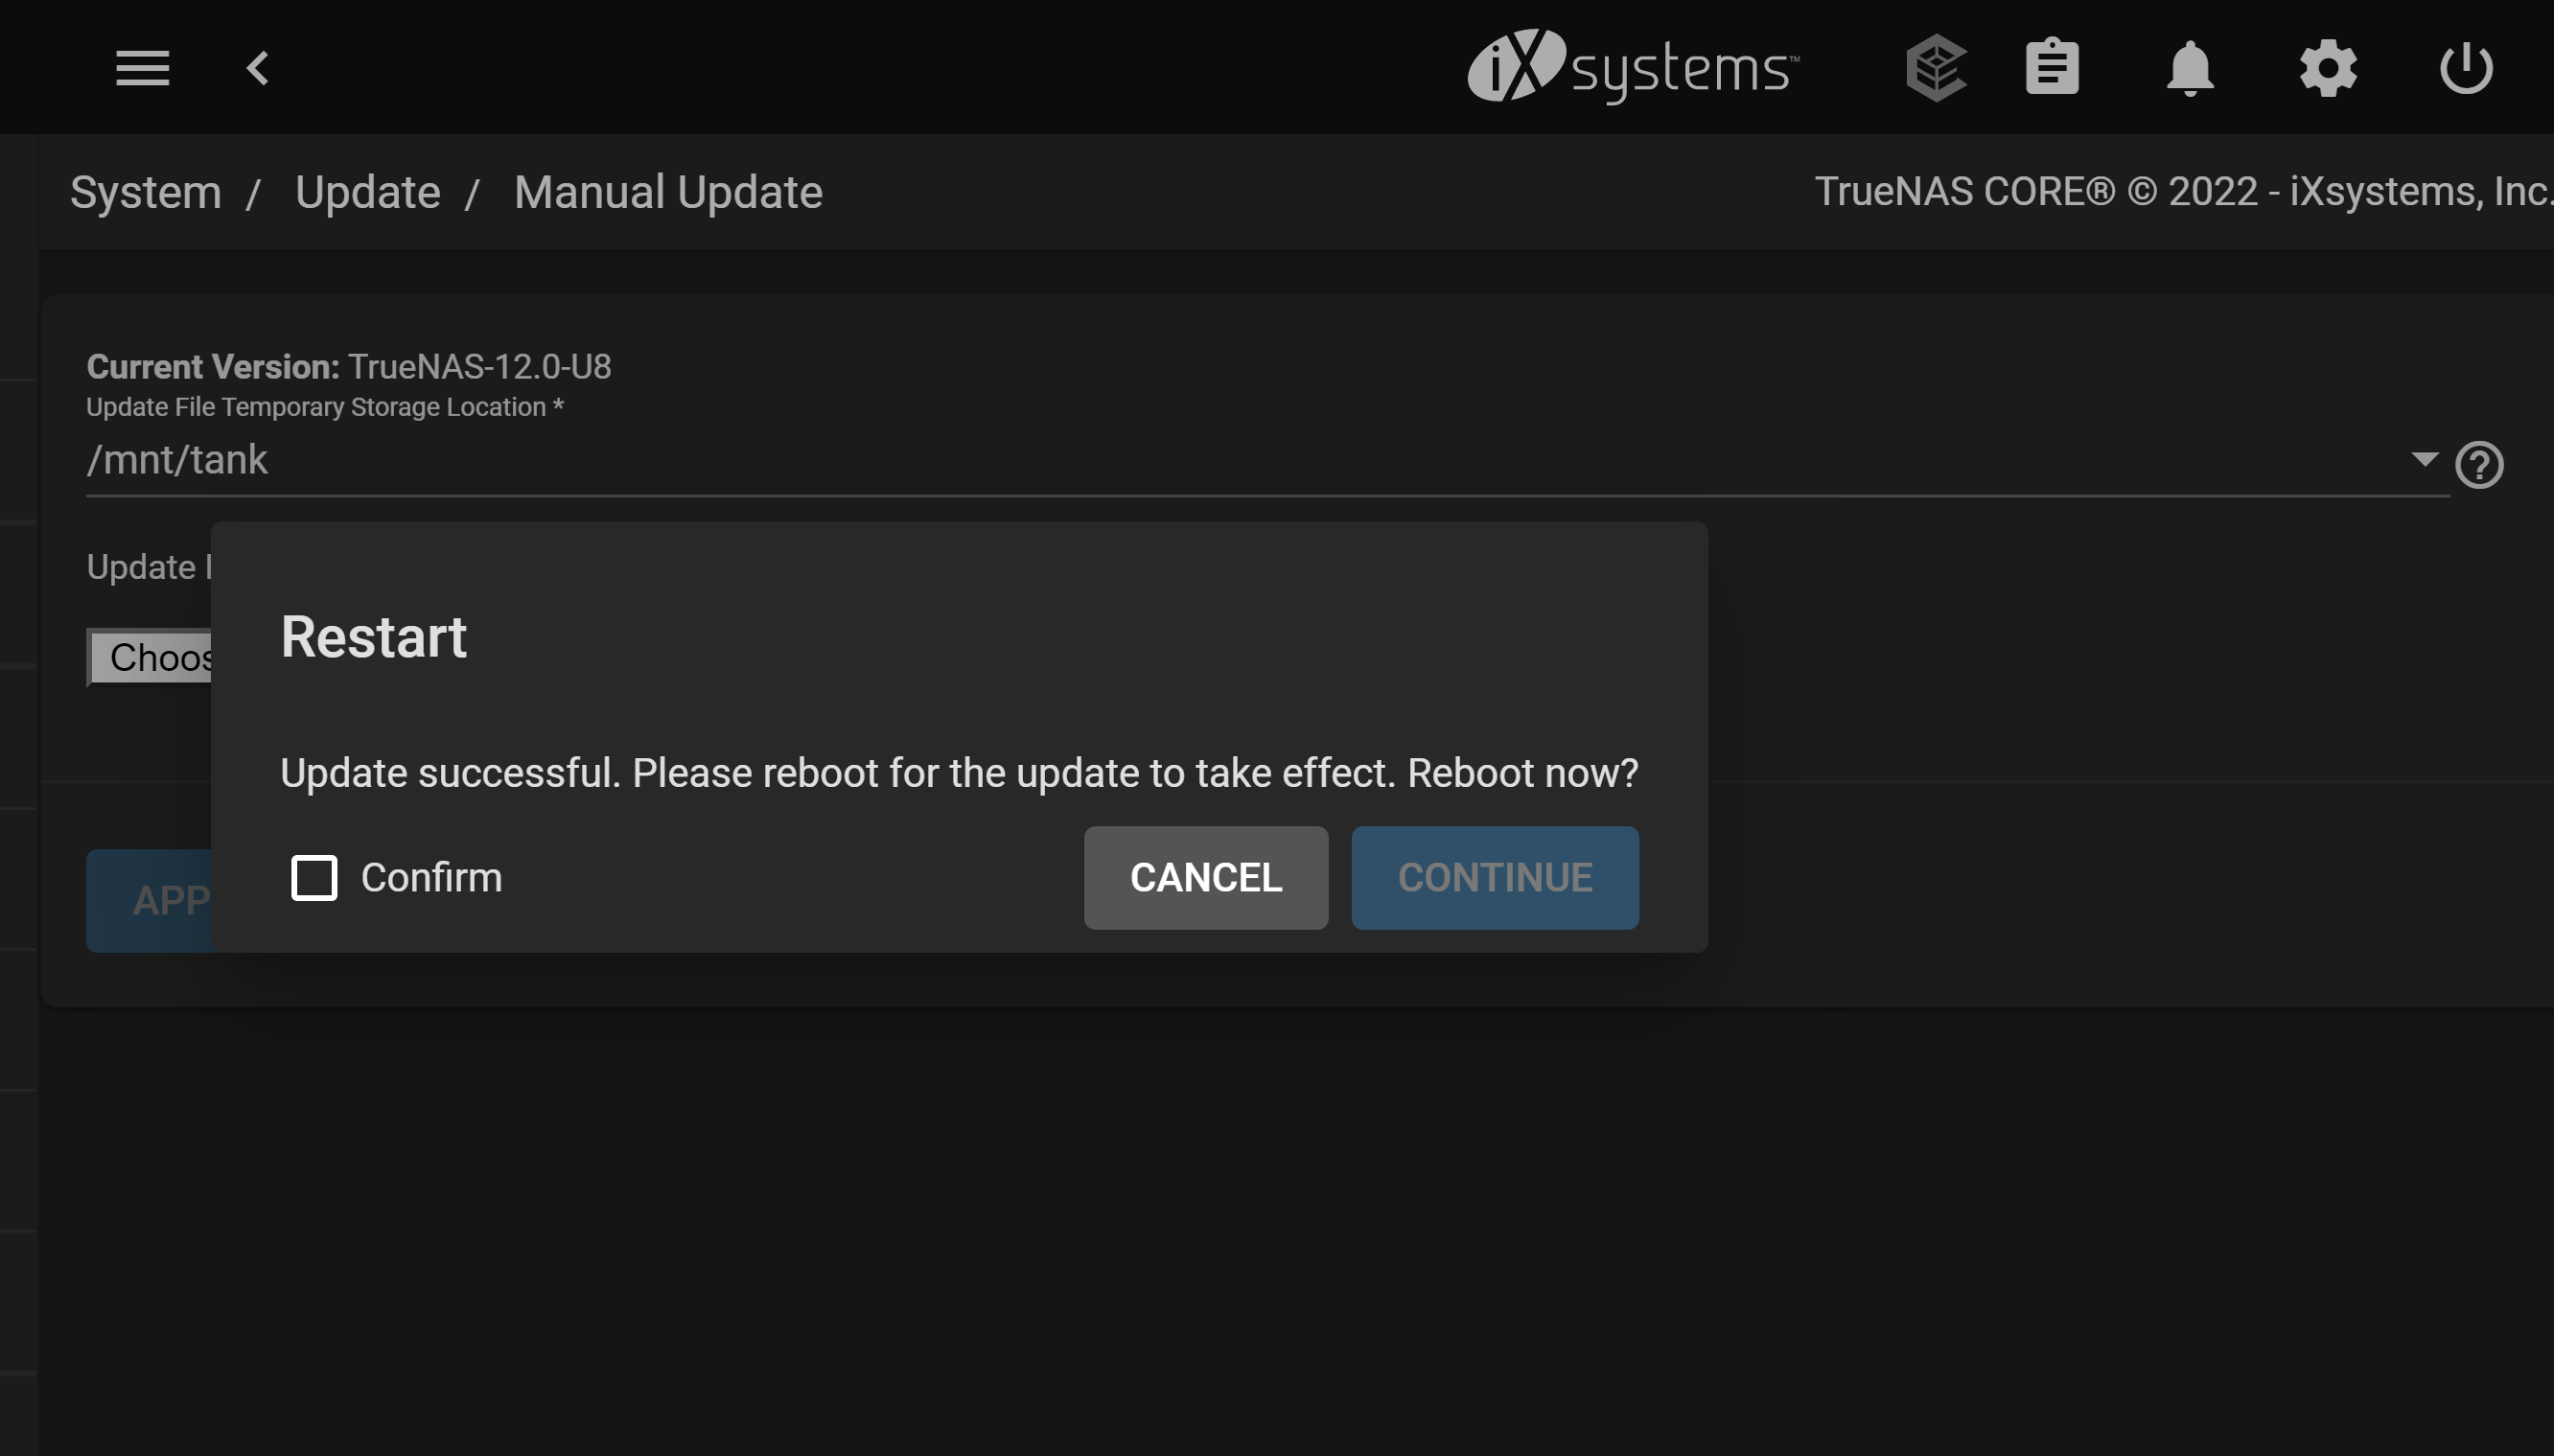 iXsystems™
System / Update / Manual Update
TrueNAS CORE® © 2022 - iXsystems, Inc.
Current Version: TrueNAS-12.0-U8
Update File Temporary Storage Location *
/mnt/tank
Update
Restart
Update successful. Please reboot for the update to take effect. Reboot now?
Confirm
CANCEL
CONTINUE